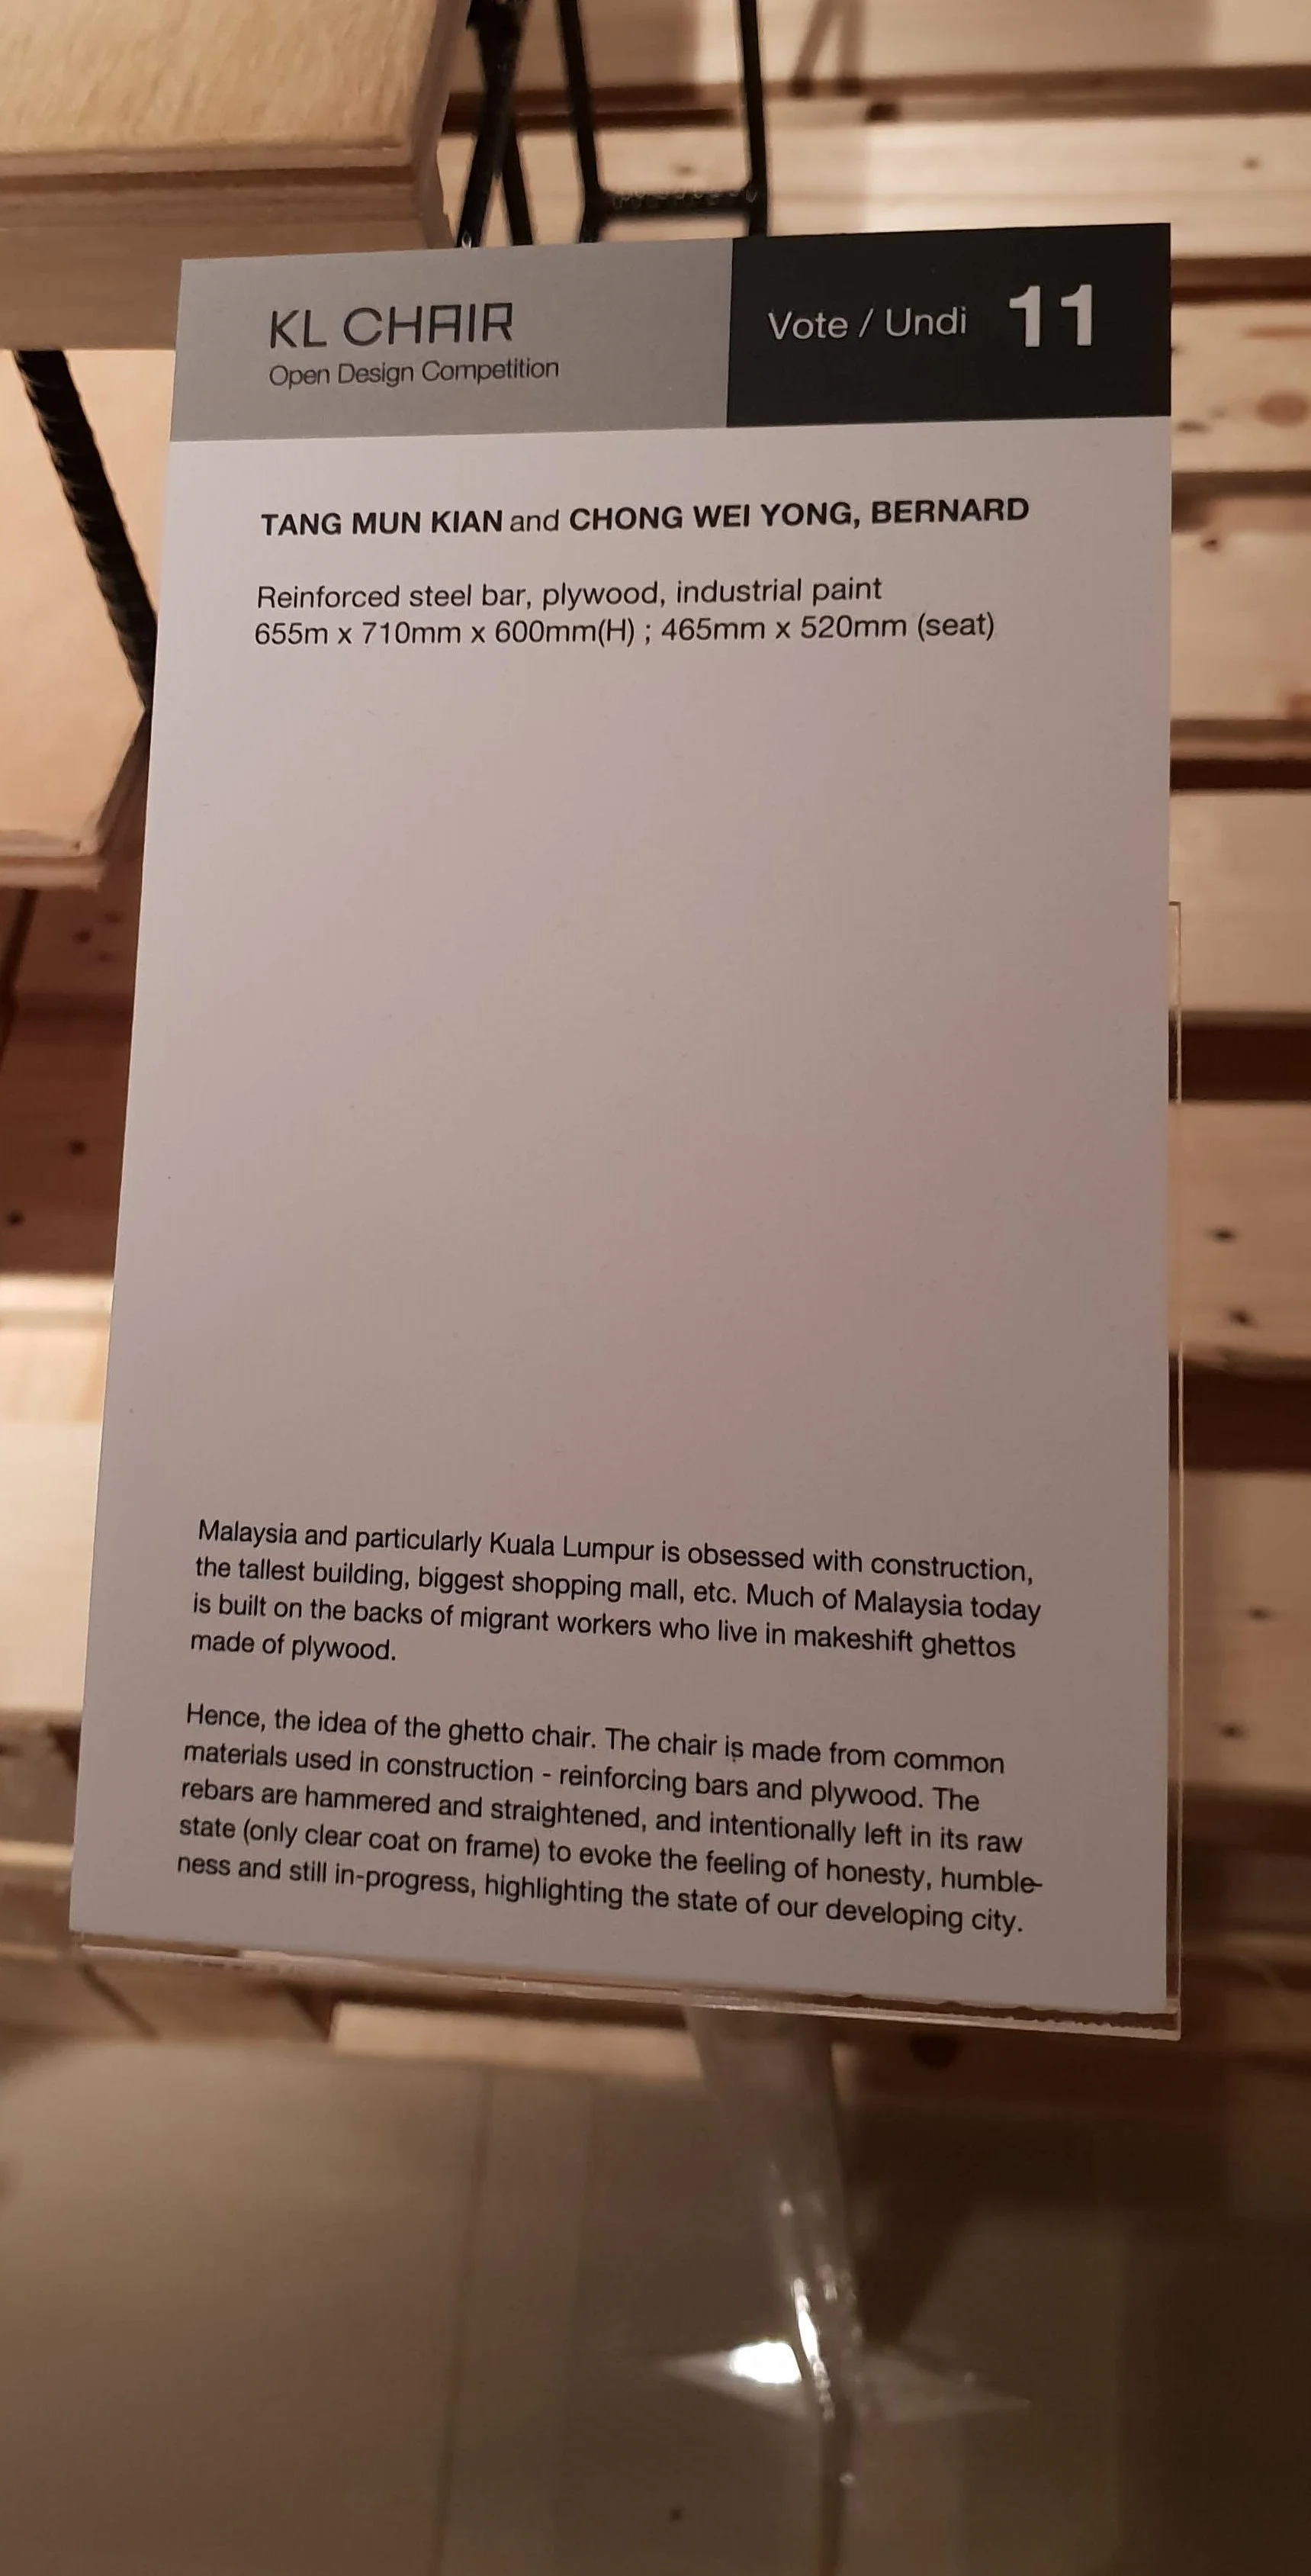 KL CHAIR
Open Design Competition
Vote / Undi 11
TANG MUN KIAN and CHONG WEI YONG, BERNARD
Reinforced steel bar, plywood, industrial paint
655m x 710mm x 600mm(H) ; 465mm x 520mm (seat)
Malaysia and particularly Kuala Lumpur is obsessed with construction,
the tallest building, biggest shopping mall, etc. Much of Malaysia today
is built on the backs of migrant workers who live in makeshift ghettos
made of plywood.
Hence, the idea of the ghetto chair. The chair is made from common
materials used in construction - reinforcing bars and plywood. The
rebars are hammered and straightened, and intentionally left in its raw
state (only clear coat on frame) to evoke the feeling of honesty, humble-
ness and still in-progress, highlighting the state of our developing city.